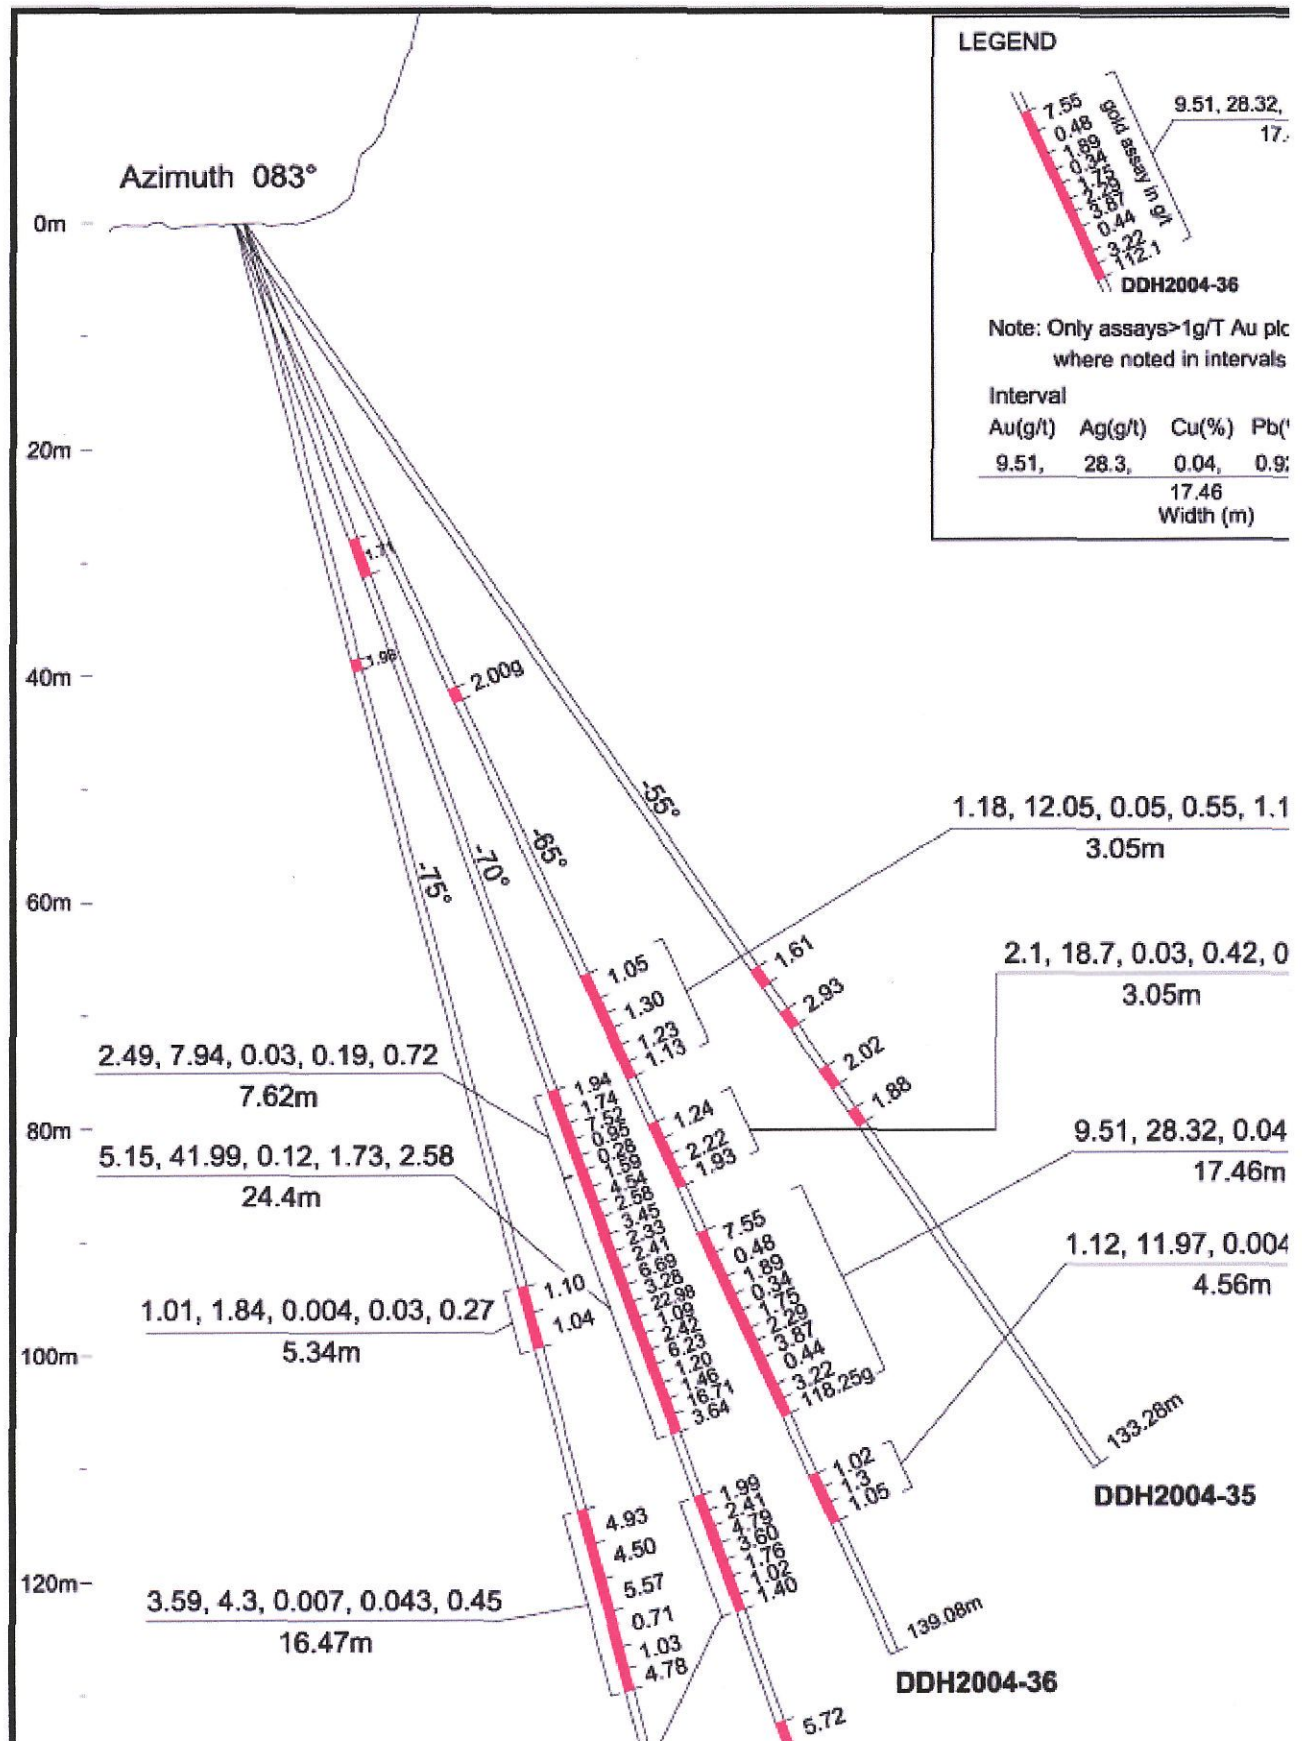 LEGEND
7.55
0.48
1.89
0.34
1.75
2.29
3.87
0.44
3.22
112.1
gold assay in g/t
9.51, 28.32,
17.
DDH2004-36
Note: Only assays>1g/T Au
where noted in intervals
Interval
Au(g/t) Ag(g/t) Cu(%) Pb(
9.51, 28.3, 0.04, 0.9
17.46
Width (m)
Azimuth 083°
0m
20m
40m
60m
80m
100m
120m
1.71
1.98
2.00g
-55°
-65°
-70°
-75°
1.18, 12.05, 0.05, 0.55, 1.1
3.05m
1.61
2.93
2.02
1.88
1.05
1.30
1.23
1.13
2.1, 18.7, 0.03, 0.42, 0
3.05m
2.49, 7.94, 0.03, 0.19, 0.72
7.62m
5.15, 41.99, 0.12, 1.73, 2.58
24.4m
1.94
1.74
7.52
4.54
2.58
3.45
2.33
2.41
6.69
3.28
22.98
1.09
2.42
6.23
1.20
1.46
16.71
3.64
1.24
2.22
1.93
9.51, 28.32, 0.04
17.46m
7.55
0.48
1.89
0.34
1.75
2.29
3.87
0.44
3.22
118.25g
1.12, 11.97, 0.004
4.56m
1.01, 1.84, 0.004, 0.03, 0.27
5.34m
1.10
1.04
1.02
1.3
1.05
133.28m
DDH2004-35
1.99
2.41
4.79
3.60
1.76
1.02
1.40
4.93
4.50
5.57
0.71
1.03
4.78
3.59, 4.3, 0.007, 0.043, 0.45
16.47m
139.08m
DDH2004-36
5.72